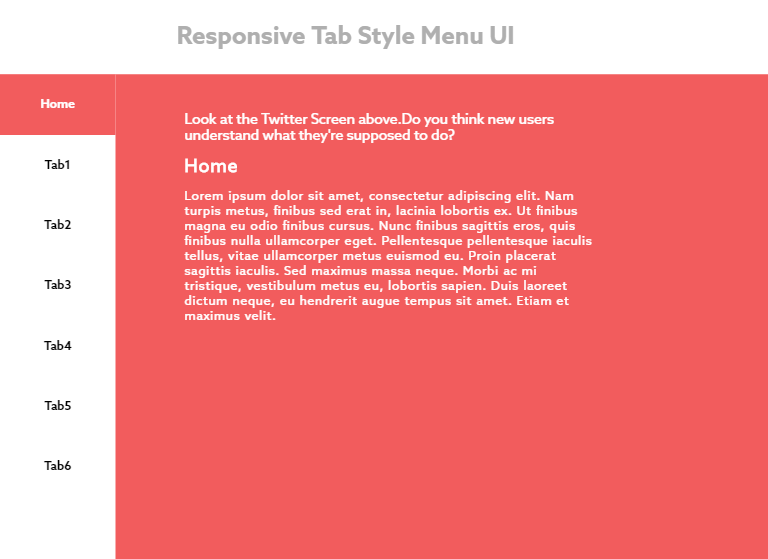 Responsive Tab Style Menu UI
Home
Tab1
Tab2
Tab3
Tab4
Tab5
Tab6
Look at the Twitter Screen above.Do you think new users
understand what they're supposed to do?
Home
Lorem ipsum dolor sit amet, consectetur adipiscing elit. Nam
turpis metus, finibus sed erat in, lacinia lobortis ex. Ut finibus
magna eu odio finibus cursus. Nunc finibus sagittis eros, quis
finibus nulla ullamcorper eget. Pellentesque pellentesque iaculis
tellus, vitae ullamcorper metus euismod eu. Proin placerat
sagittis iaculis. Sed maximus massa neque. Morbi ac mi
tristique, vestibulum metus eu, lobortis sapien. Duis laoreet
dictum neque, eu hendrerit augue tempus sit amet. Etiam et
maximus velit.